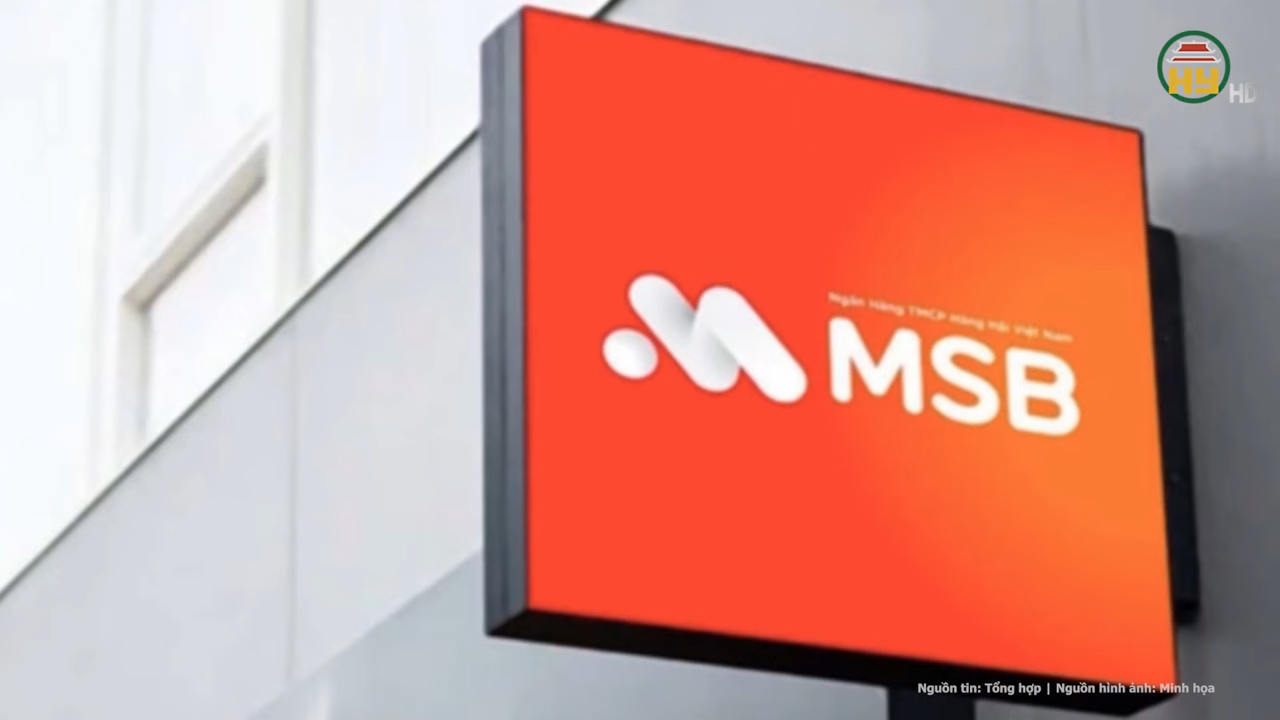 HY
HD
Ngân Hàng TMCP Hàng Hải Việt Nam
MSB
Nguồn tin: Tổng hợp | Nguồn hình ảnh: Minh họa